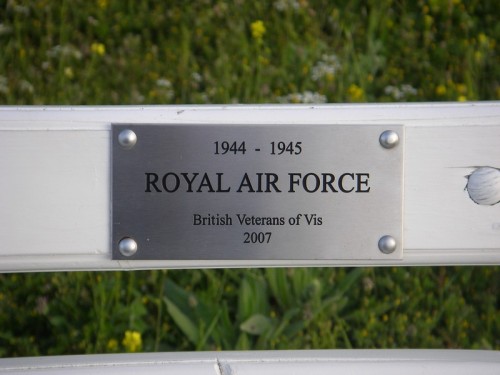 1944 - 1945
ROYAL AIR FORCE
British Veterans of Vis
2007